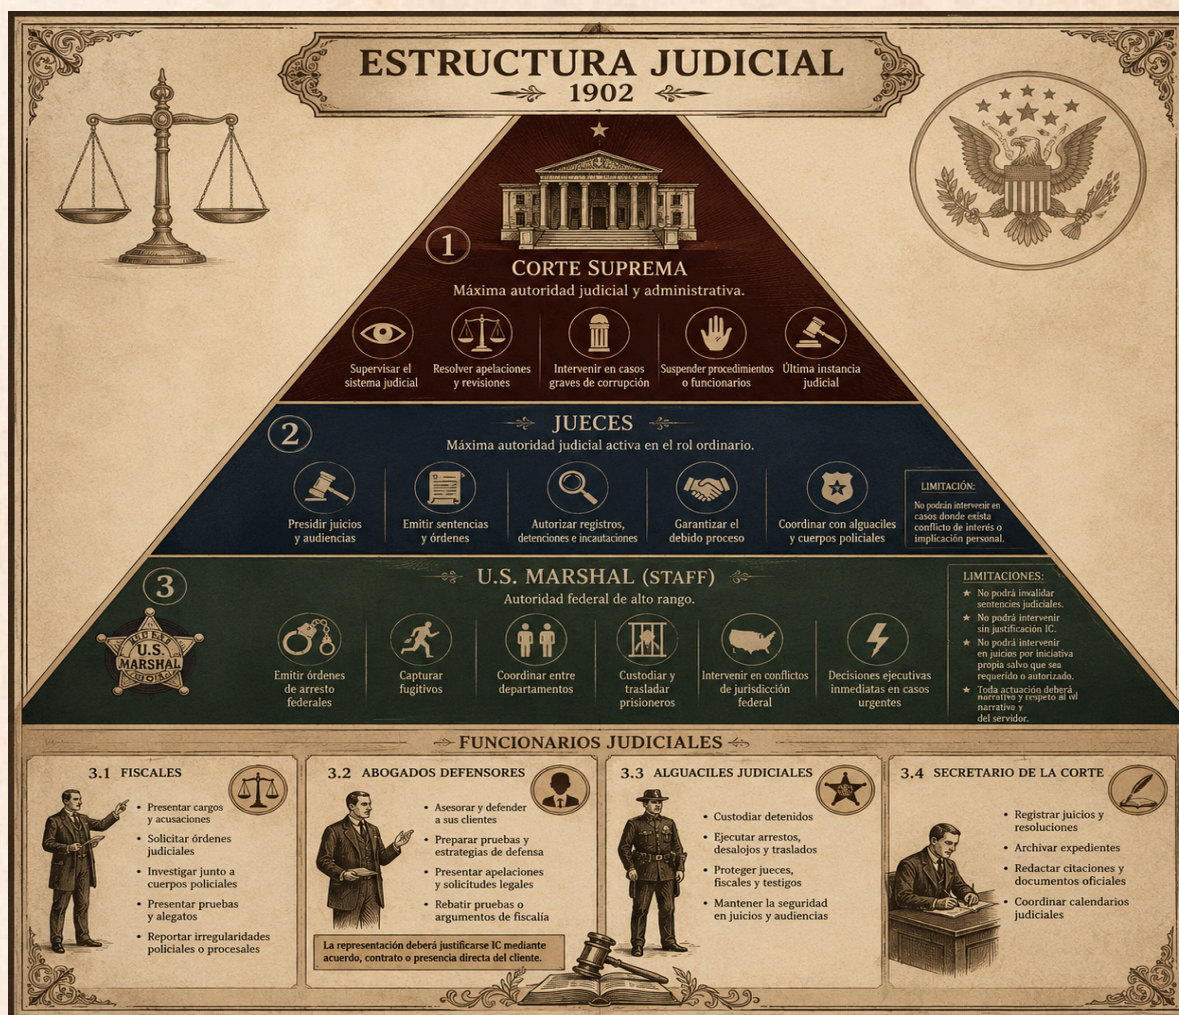 ESTRUCTURA JUDICIAL
1902
1
CORTE SUPREMA
Máxima autoridad judicial y administrativa.
Supervisar el
sistema judicial
Resolver apelaciones
y revisiones
Intervenir en casos
graves de corrupción
Suspender procedimientos
o funcionarios
Última instancia
judicial
2
JUECES
Máxima autoridad judicial activa en el rol ordinario.
Presidir juicios
y audiencias
Emitir sentencias
y órdenes
Autorizar registros,
detenciones e incautaciones
Garantizar el
debido proceso
Coordinar con alguaciles
y cuerpos policiales
LIMITACIÓN:
No podrán intervenir en
casos donde exista
conflicto de interés o
implicación personal.
3
U.S.
MARSHAL
U.S. MARSHAL (STAFF)
Autoridad federal de alto rango.
Emitir órdenes
de arresto
federales
Capturar
fugitivos
Coordinar entre
departamentos
Custodiar y
trasladar
prisioneros
Intervenir en conflictos
de jurisdicción
federal
Decisiones ejecutivas
inmediatas en casos
urgentes
LIMITACIONES:
★ No podrá invalidar
sentencies judiciales.
★ No podrá intervenir
sin justificación IC.
★ No podrá intervenir
en juicios por iniciativa
propia salvo que sea
requerido o autorizado.
★ Toda actuación deberá
narrativo y respeto al rol
narrativo y
del servidor.
FUNCIONARIOS JUDICIALES
3.1 FISCALES
• Presentar cargos
y acusaciones
• Solicitar órdenes
judiciales
• Investigar junto a
cuerpos policiales
• Presentar pruebas
y alegatos
• Reportar irregularidades
policiales o procesales
3.2 ABOGADOS DEFENSORES
• Asesorar y defender
a sus clientes
• Preparar pruebas y
estrategias de defensa
• Presentar apelaciones
y solicitudes legales
• Rebatir pruebas o
argumentos de fiscalía
La representación deberá justificarse IC mediante
acuerdo, contrato o presencia directa del cliente.
3.3 ALGUACILES JUDICIALES
• Custodiar detenidos
• Ejecutar arrestos,
desalojos y traslados
• Proteger jueces,
fiscales y testigos
• Mantener la seguridad
en juicios y audiencias
3.4 SECRETARIO DE LA CORTE
• Registrar juicios y
resoluciones
• Archivar expedientes
• Redactar citaciones y
documentos oficiales
• Coordinar calendarios
judiciales